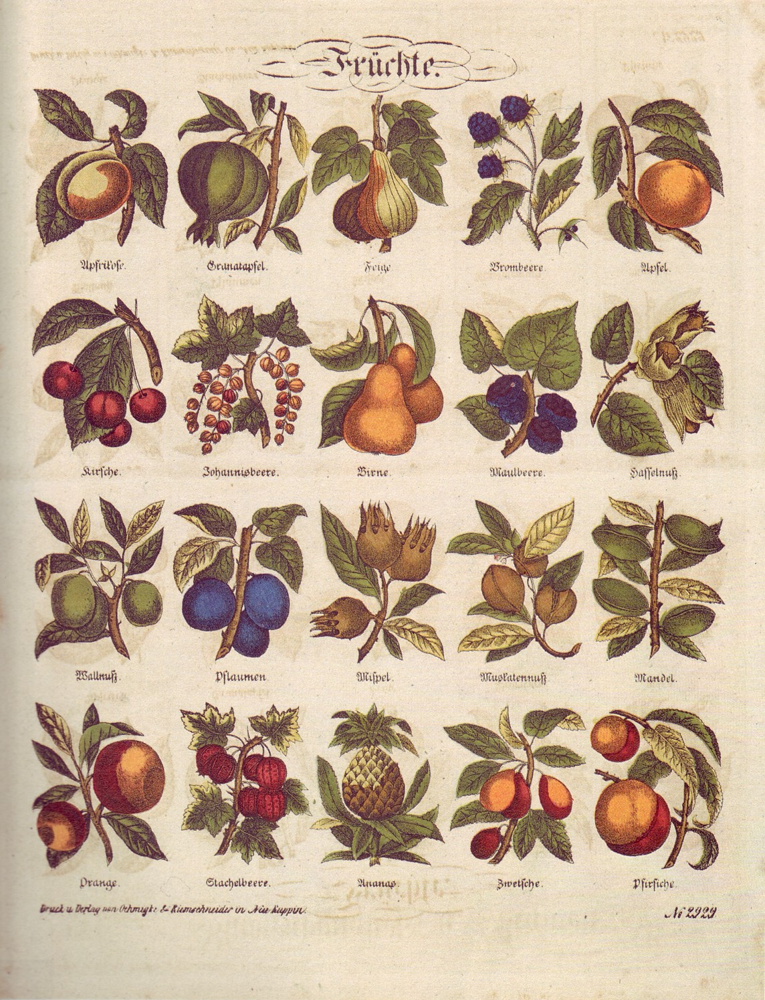 Früchte.
Apfrikose. Granatapfel. Feige Brombeere. Apfel.
Kirsche. Johannisbeere. Birne. Maulbeere. Hasselnuß.
Wallnuß. Pflaumen. Mispel. Muskatennuß Mandel.
Orange. Stachelbeere. Ananas. Zwetsche. Pfirsiche.
Druck u. Verlag von Oehmigke & Riemschneider in Neu-Ruppin. No 2929